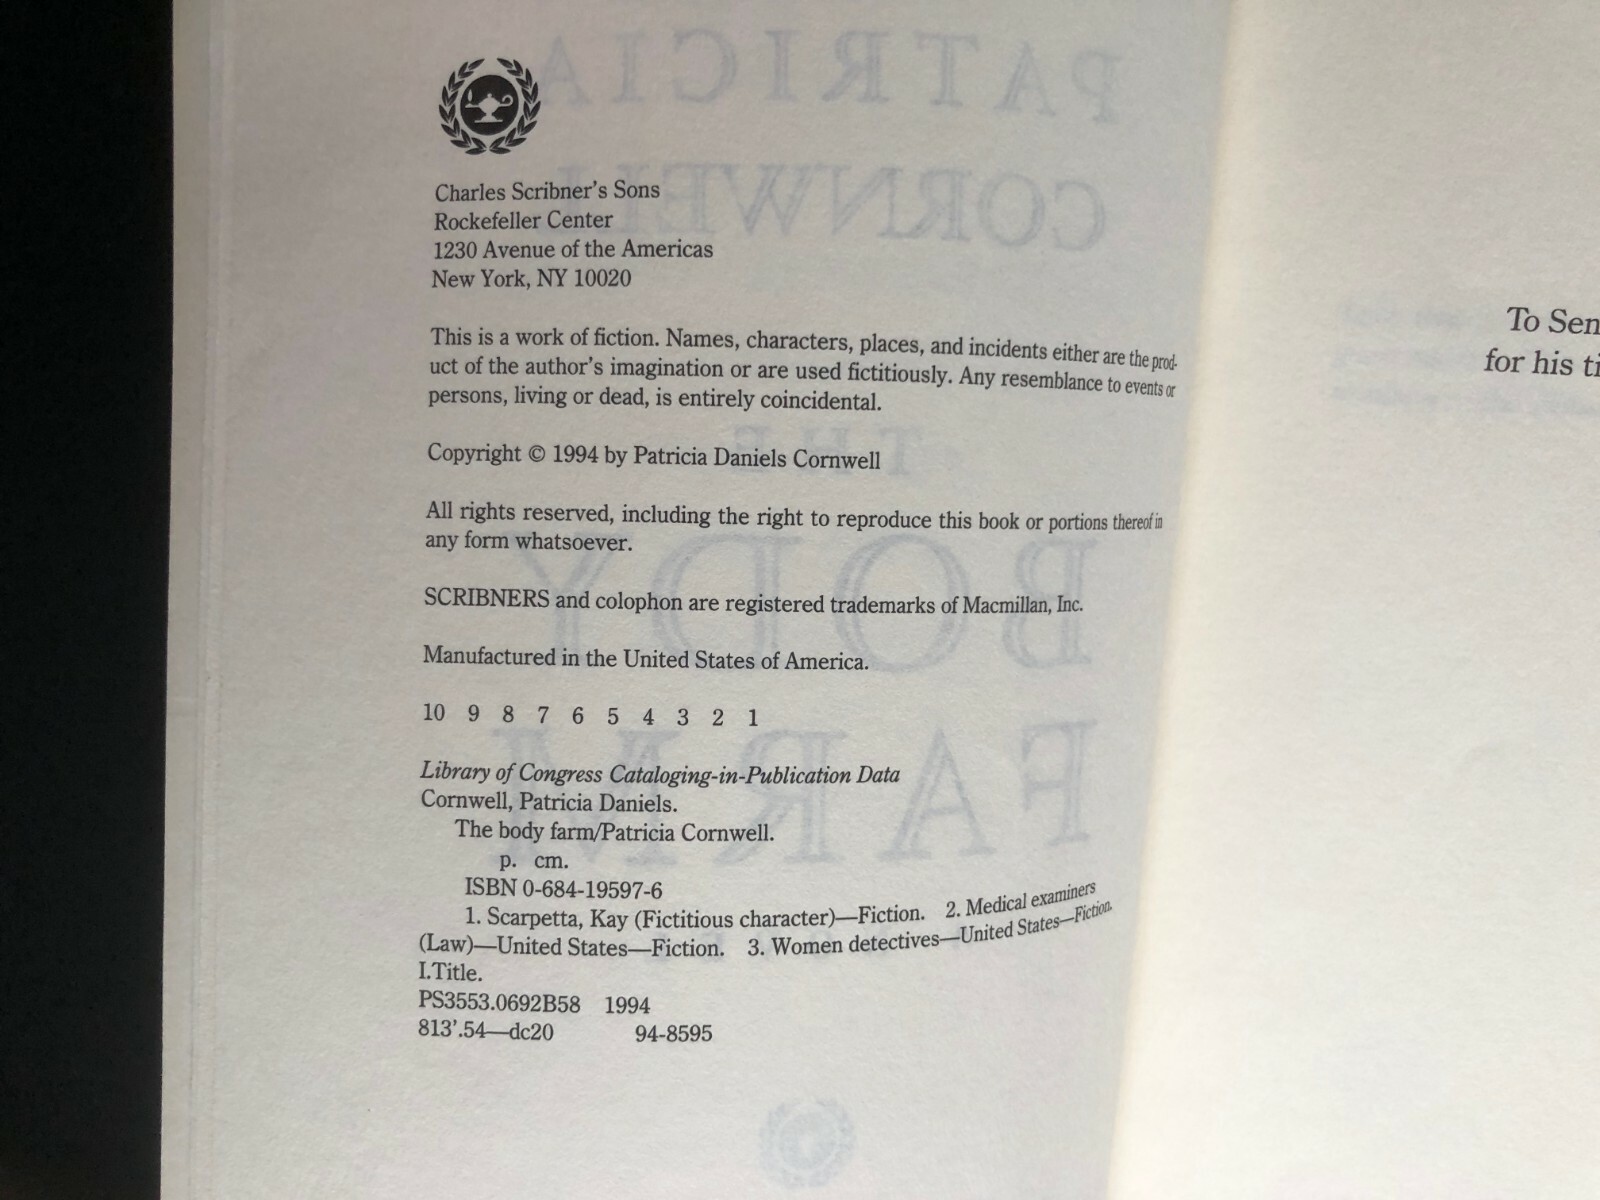 Charles Scribner's Sons
Rockefeller Center
1230 Avenue of the Americas
New York, NY 10020
This is a work of fiction. Names, characters, places, and incidents either are the prod-
uct of the author's imagination or are used fictitiously. Any resemblance to events or
persons, living or dead, is entirely coincidental.
Copyright © 1994 by Patricia Daniels Cornwell
All rights reserved, including the right to reproduce this book or portions thereof in
any form whatsoever.
SCRIBNERS and colophon are registered trademarks of Macmillan, Inc.
Manufactured in the United States of America.
10 9 8 7 6 5 4 3 2 1
Library of Congress Cataloging-in-Publication Data
Cornwell, Patricia Daniels.
The body farm/Patricia Cornwell.
p. cm.
ISBN 0-684-19597-6
1. Scarpetta, Kay (Fictitious character)—Fiction. 2. Medical examiners
(Law)—United States—Fiction. 3. Women detectives—United States—Fiction.
I.Title.
PS3553.0692B58 1994
813'.54—dc20 94-8595
To Sen
for his ti
PATRICIA
CORNWELL
THE
BODY
FARM